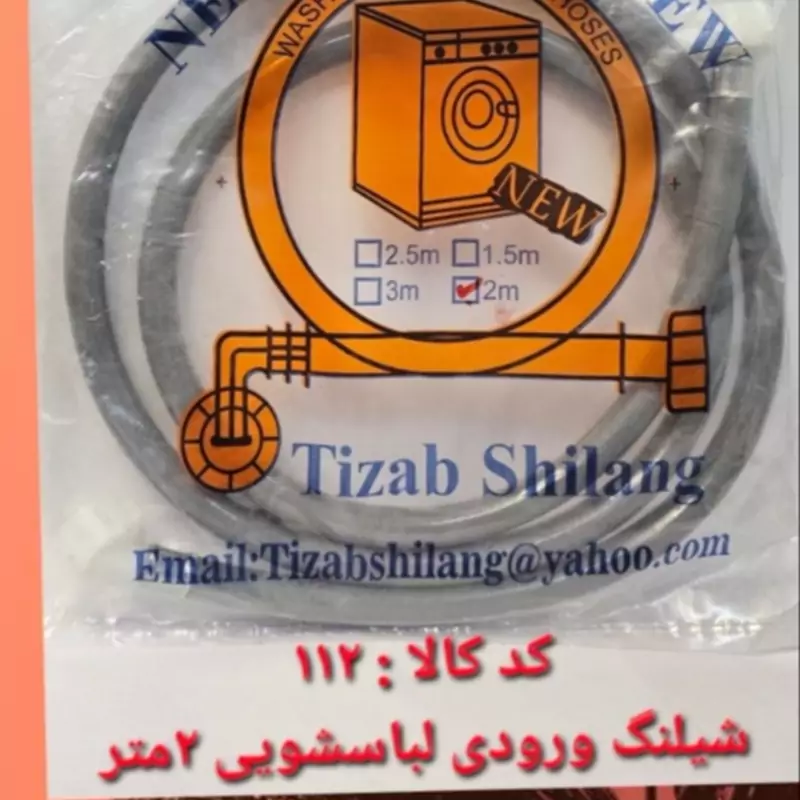 NEW
NEW
WASH
HOSES
NEW
2.5m 1.5m
3m 2m
Tizab Shilang
Email:Tizabshilang@yahoo.com
کد کالا : ۱۱۲
شیلنگ ورودی لباسشویی ۲متر